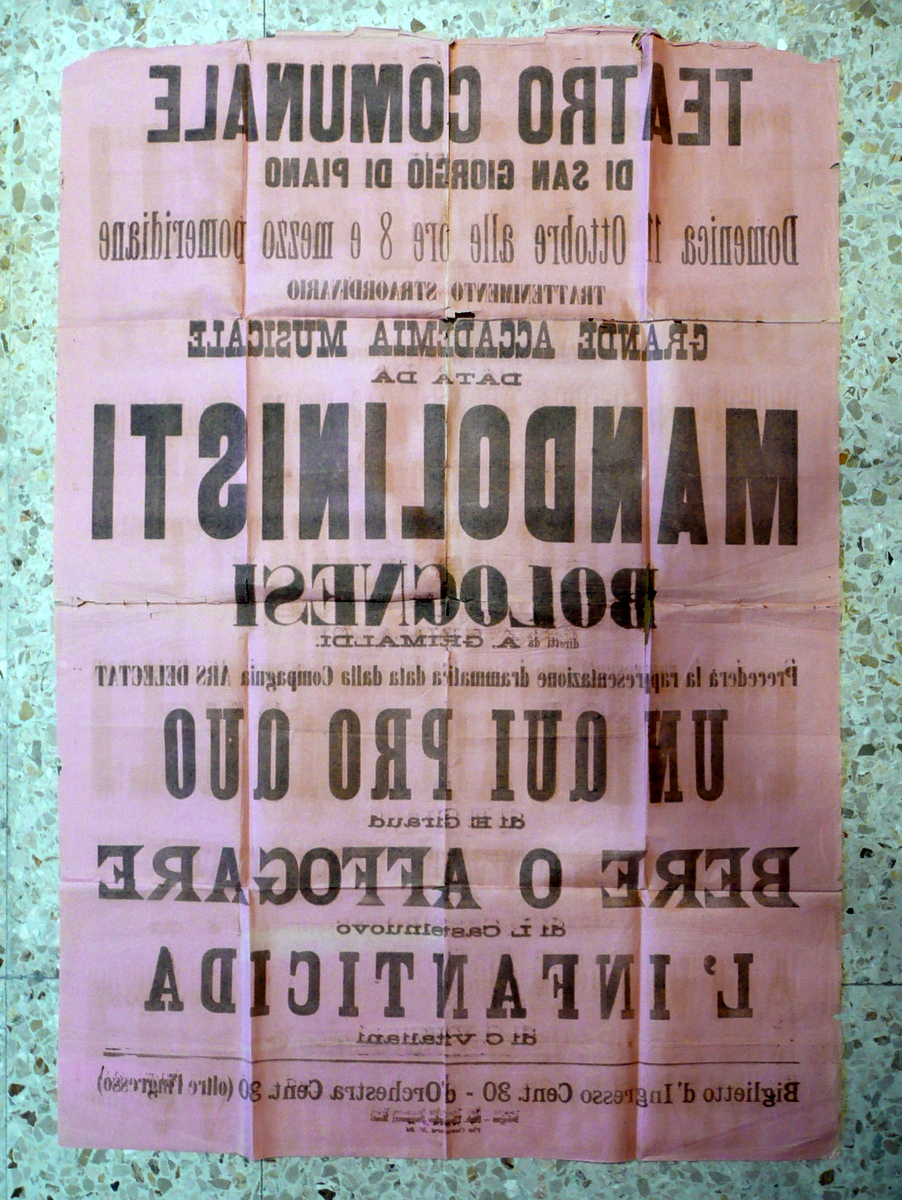 TEATRO COMUNALE
DI SAN GIORGIO DI PIANO
Domenica 11 Ottobre alle ore 8 e mezzo pomeridiane
TRATTENIMENTO STRAORDINARIO
GRANDE ACCADEMIA MUSICALE
DATA DA
MANDOLINISTI
BOLOGNESI
diretti da A. GRIMALDI.
Precederà la rappresentazione drammatica data dalla Compagnia ARS DELECTAT
UN QUI PRO QUO
di E Giraud
BERE O AFFOGARE
di L Castelnuovo
L'INFANTICIDA
di C Vitaliani
Biglietto d'Ingresso Cent. 30 - d'Orchestra Cent. 30 (oltre l'ingresso)